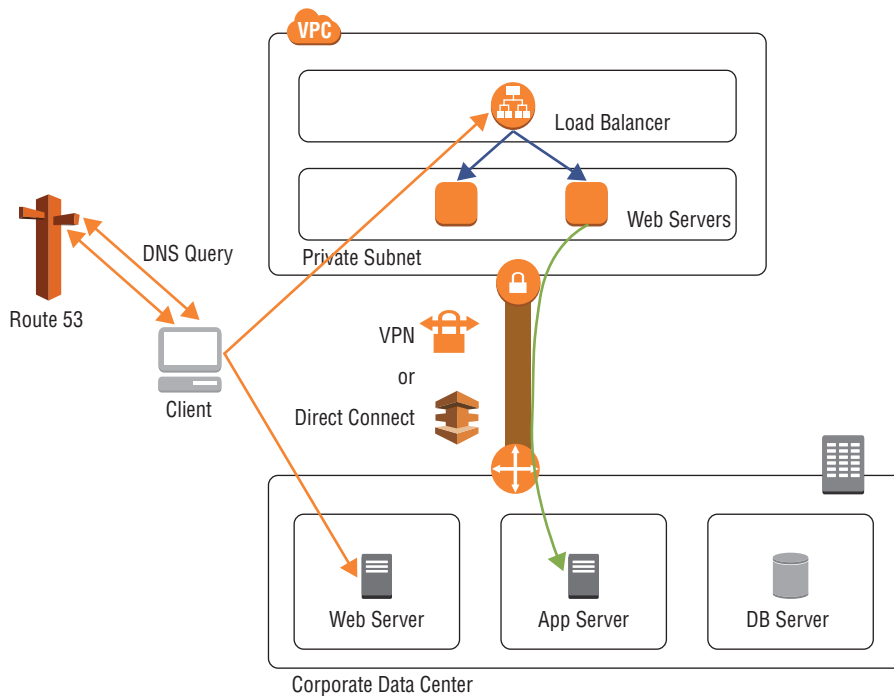 VPC
Load Balancer
Web Servers
Private Subnet
DNS Query
Route 53
Client
VPN
or
Direct Connect
Web Server
App Server
DB Server
Corporate Data Center